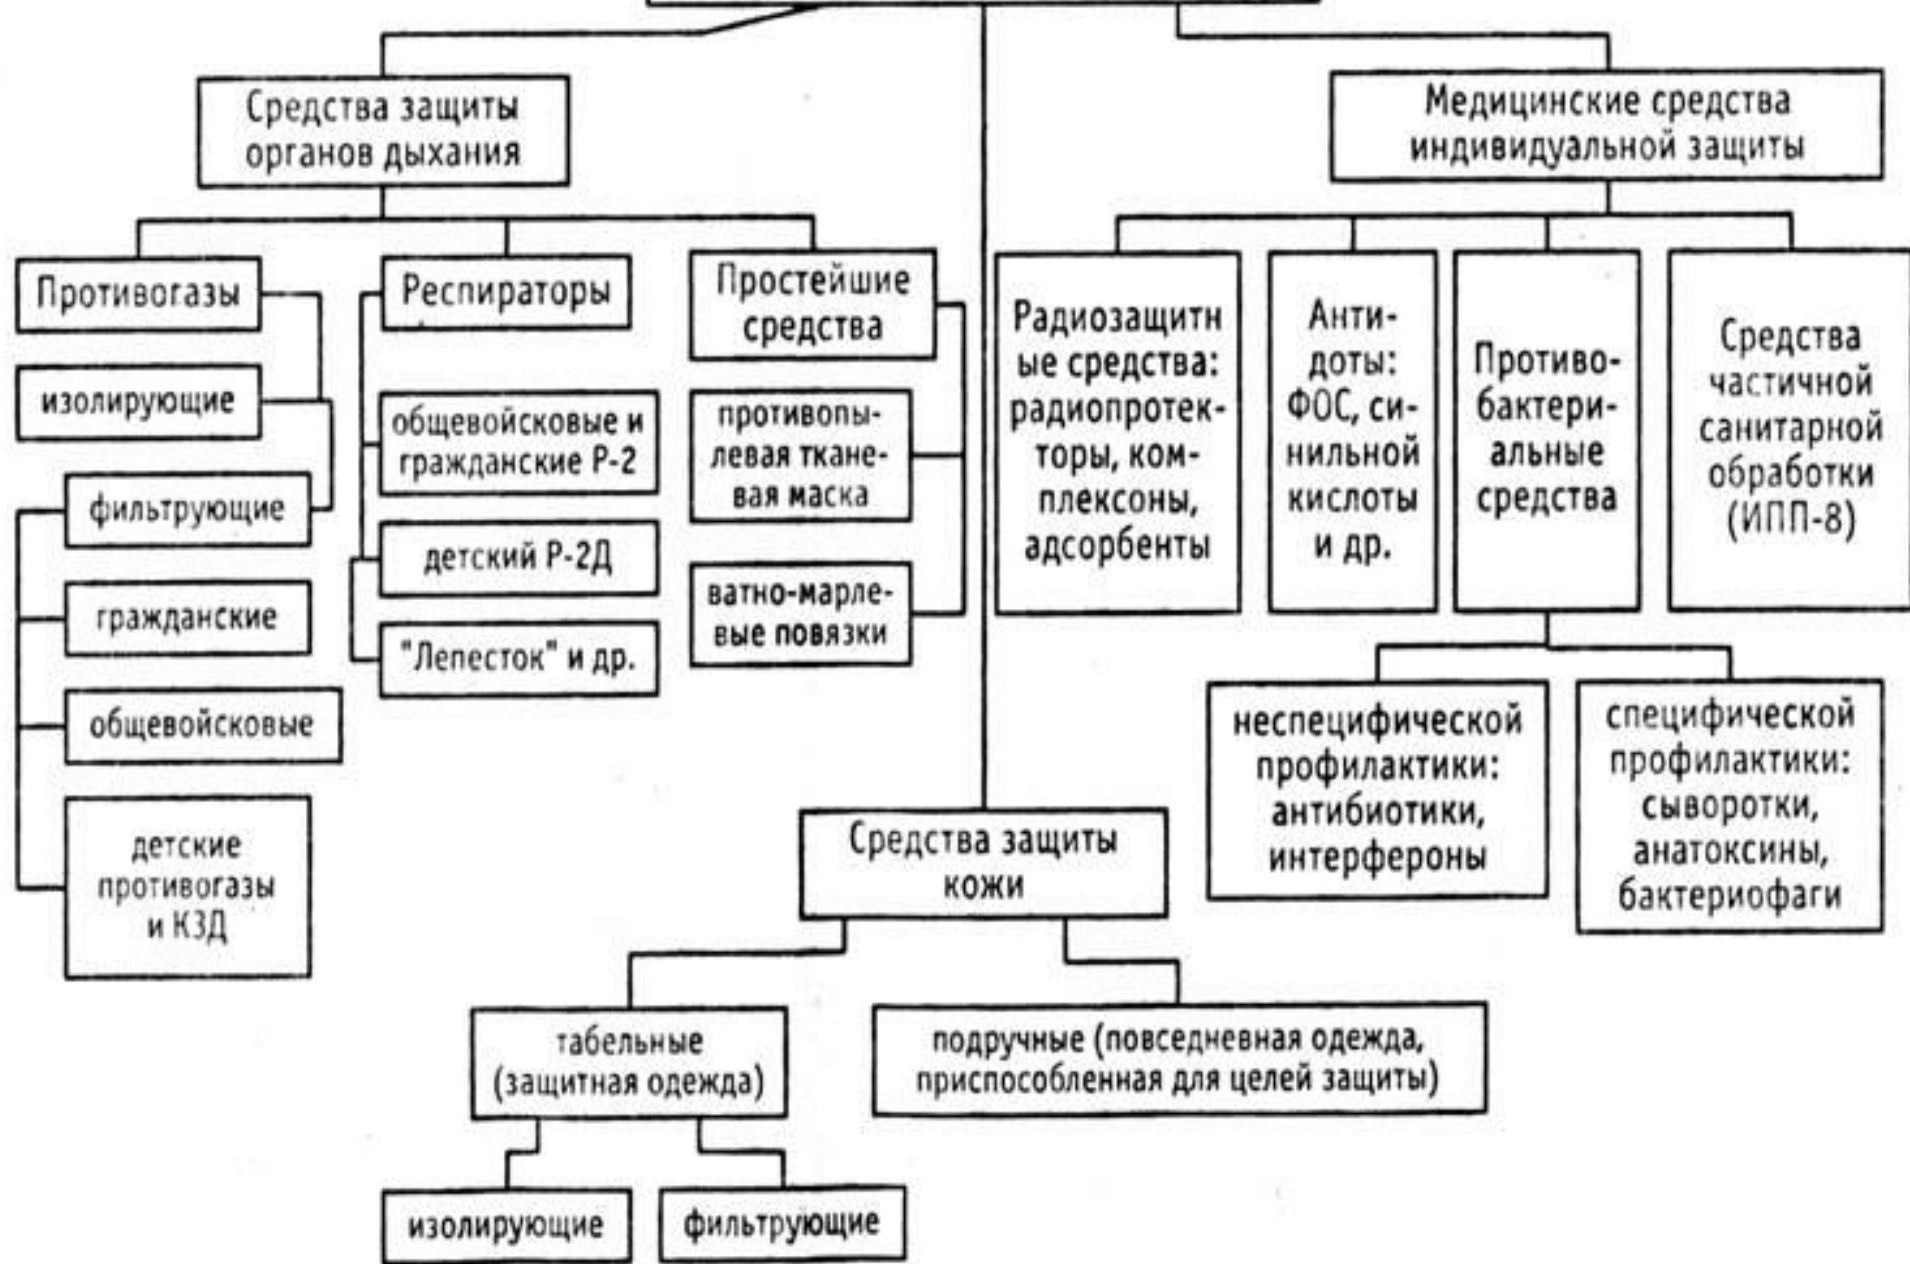 Средства защиты
органов дыхания
Медицинские средства
индивидуальной защиты
Противогазы
изолирующие
фильтрующие
гражданские
общевойсковые
детские
противогазы
и КЗД
Респираторы
общевойсковые и
гражданские Р-2
детский Р-2Д
"Лепесток" и др.
Простейшие
средства
противопы-
левая ткане-
вая маска
ватно-марле-
вые повязки
Радиозащитн
ые средства:
радиопротек-
торы, ком-
плексоны,
адсорбенты
Анти-
доты:
ФОС, си-
нильной
кислоты
и др.
Противо-
бактери-
альные
средства
Средства
частичной
санитарной
обработки
(ИПП-8)
неспецифической
профилактики:
антибиотики,
интерфероны
специфической
профилактики:
сыворотки,
анатоксины,
бактериофаги
Средства защиты
кожи
табельные
(защитная одежда)
подручные (повседневная одежда,
приспособленная для целей защиты)
изолирующие
фильтрующие